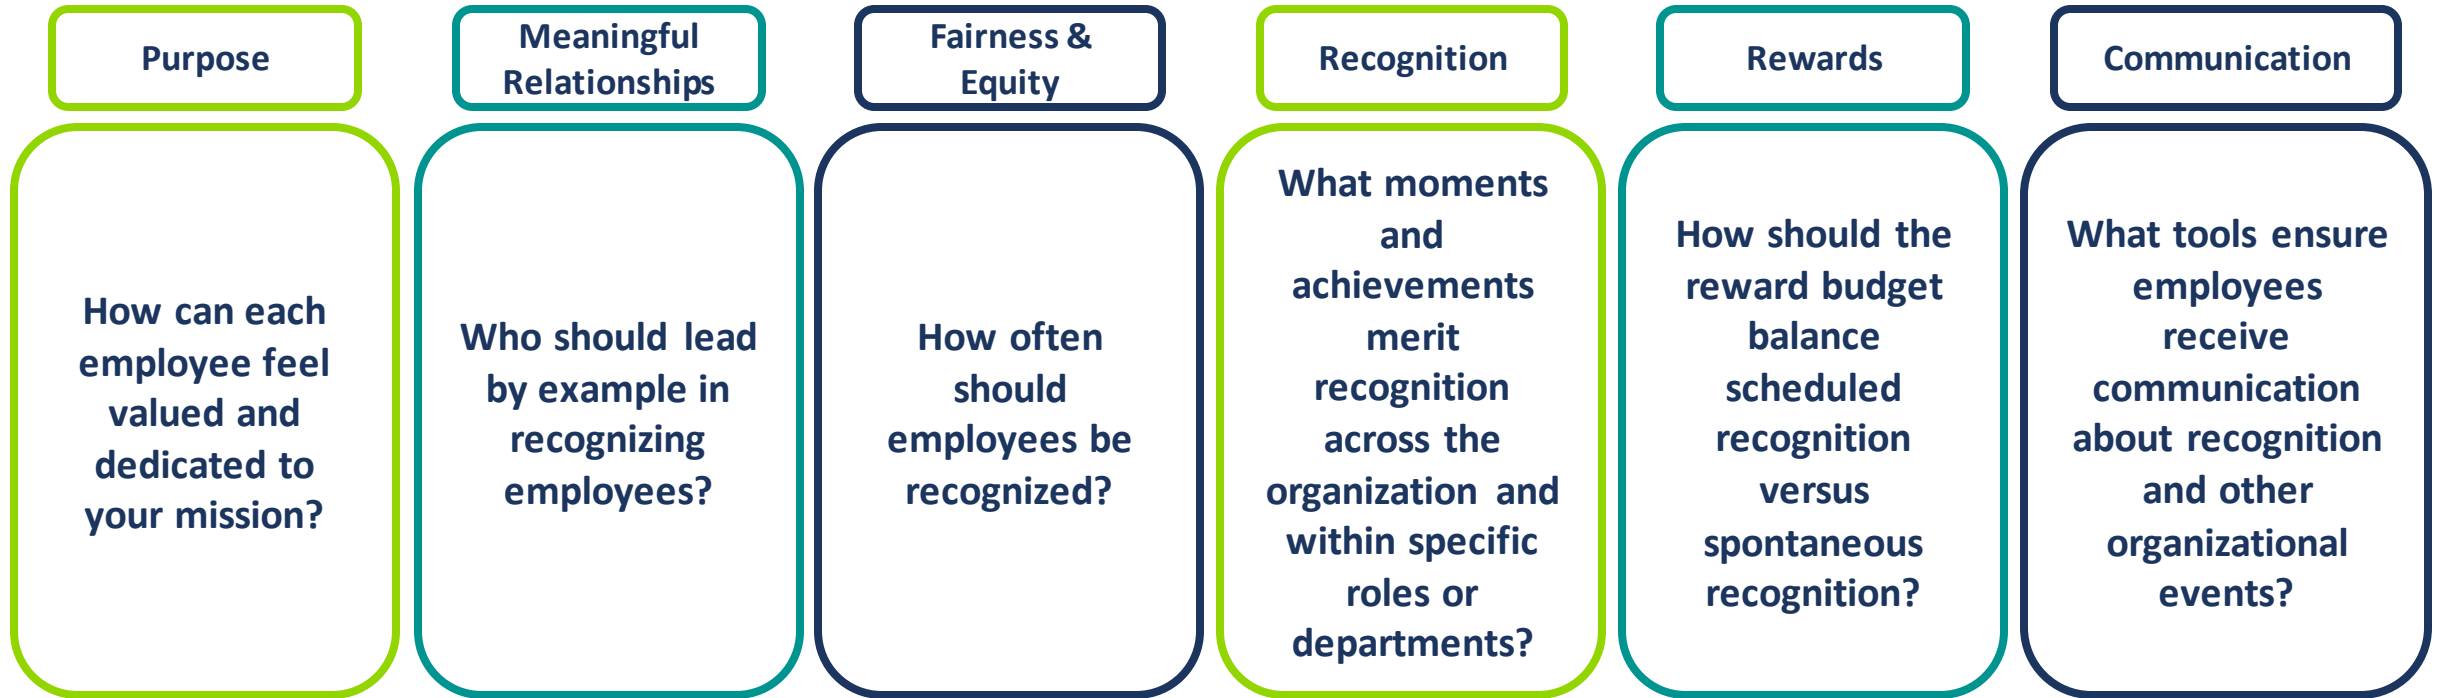 Purpose
How can each
employee feel
valued and
dedicated to
your mission?
Meaningful
Relationships
Who should lead
by example in
recognizing
employees?
Fairness &
Equity
How often
should
employees be
recognized?
Recognition
What moments
and
achievements
merit
recognition
across the
organization and
within specific
roles or
departments?
Rewards
How should the
reward budget
balance
scheduled
recognition
versus
spontaneous
recognition?
Communication
What tools ensure
employees
receive
communication
about recognition
and other
organizational
events?